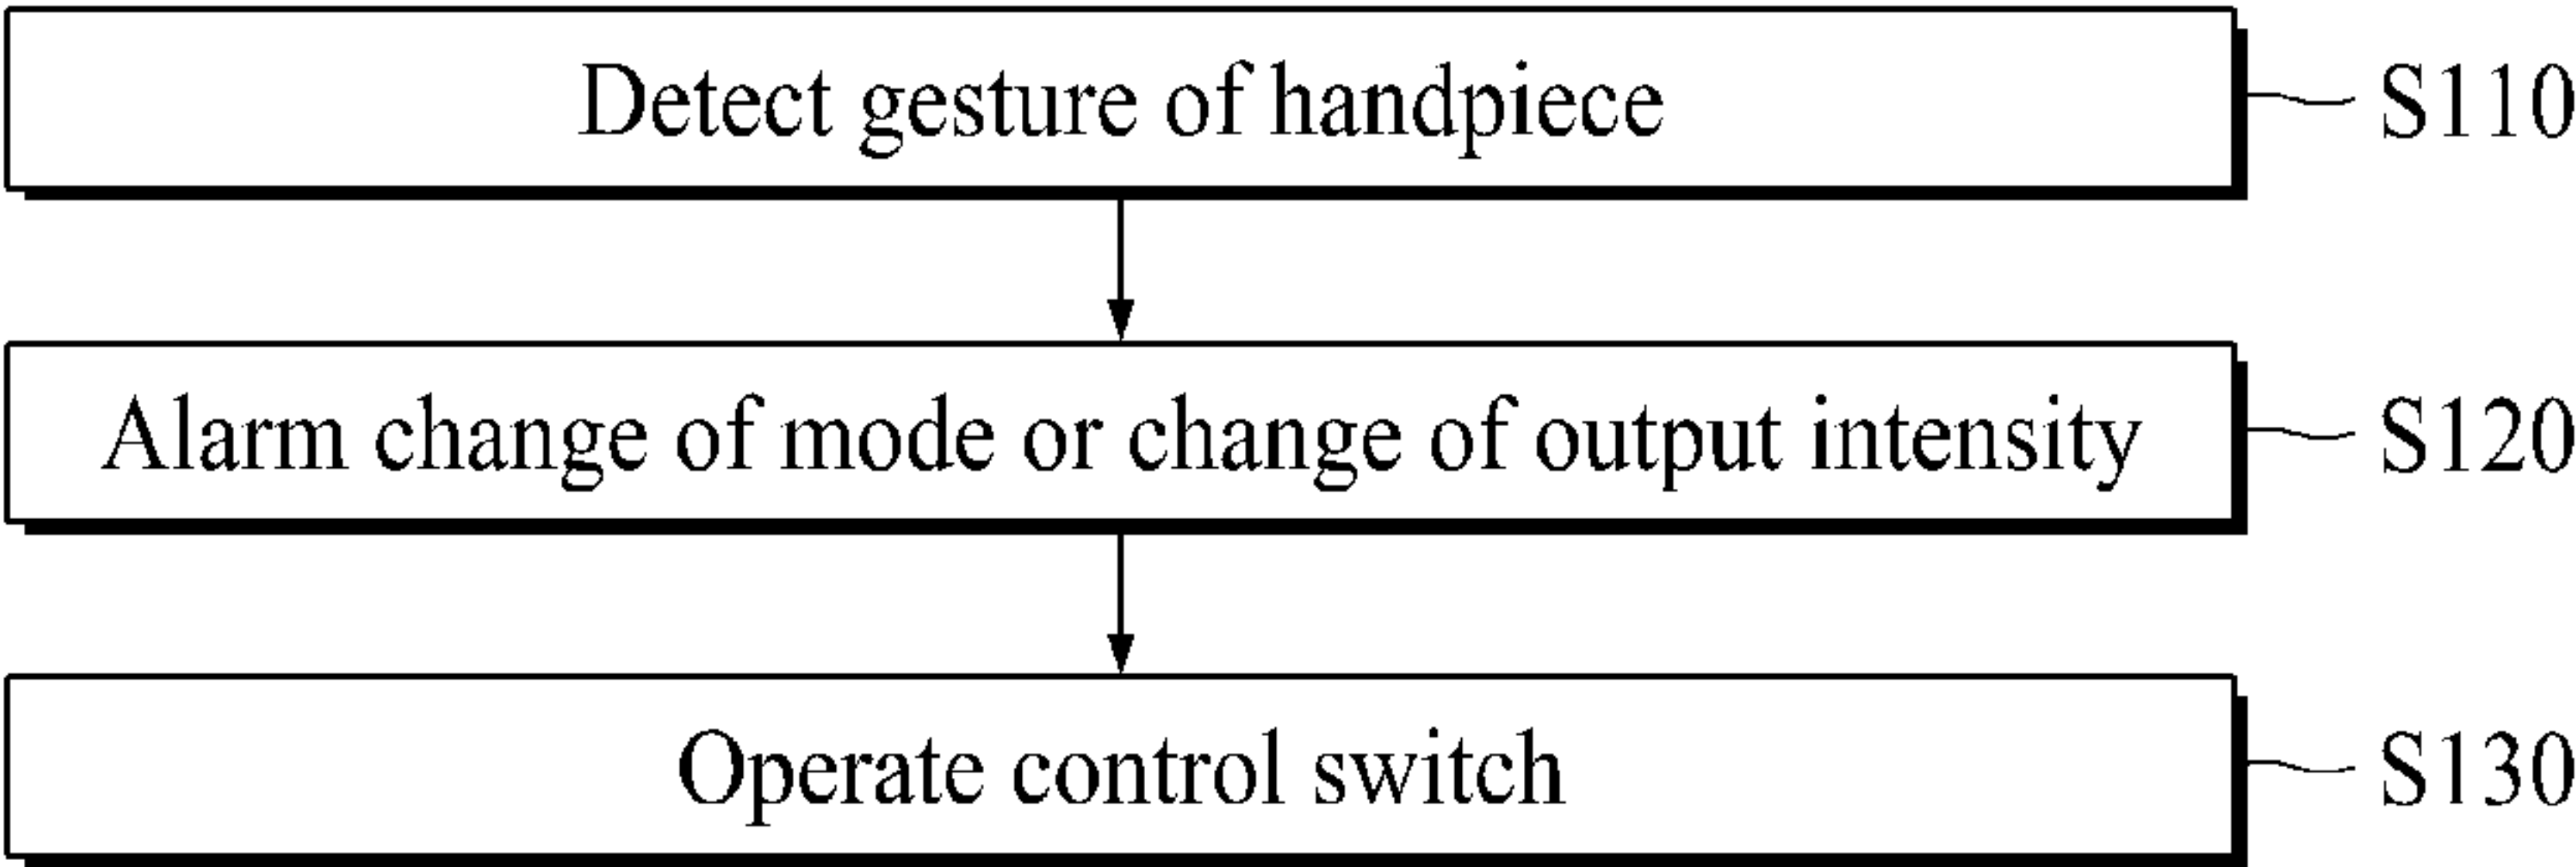 Detect gesture of handpiece S110
Alarm change of mode or change of output intensity S120
Operate control switch S130